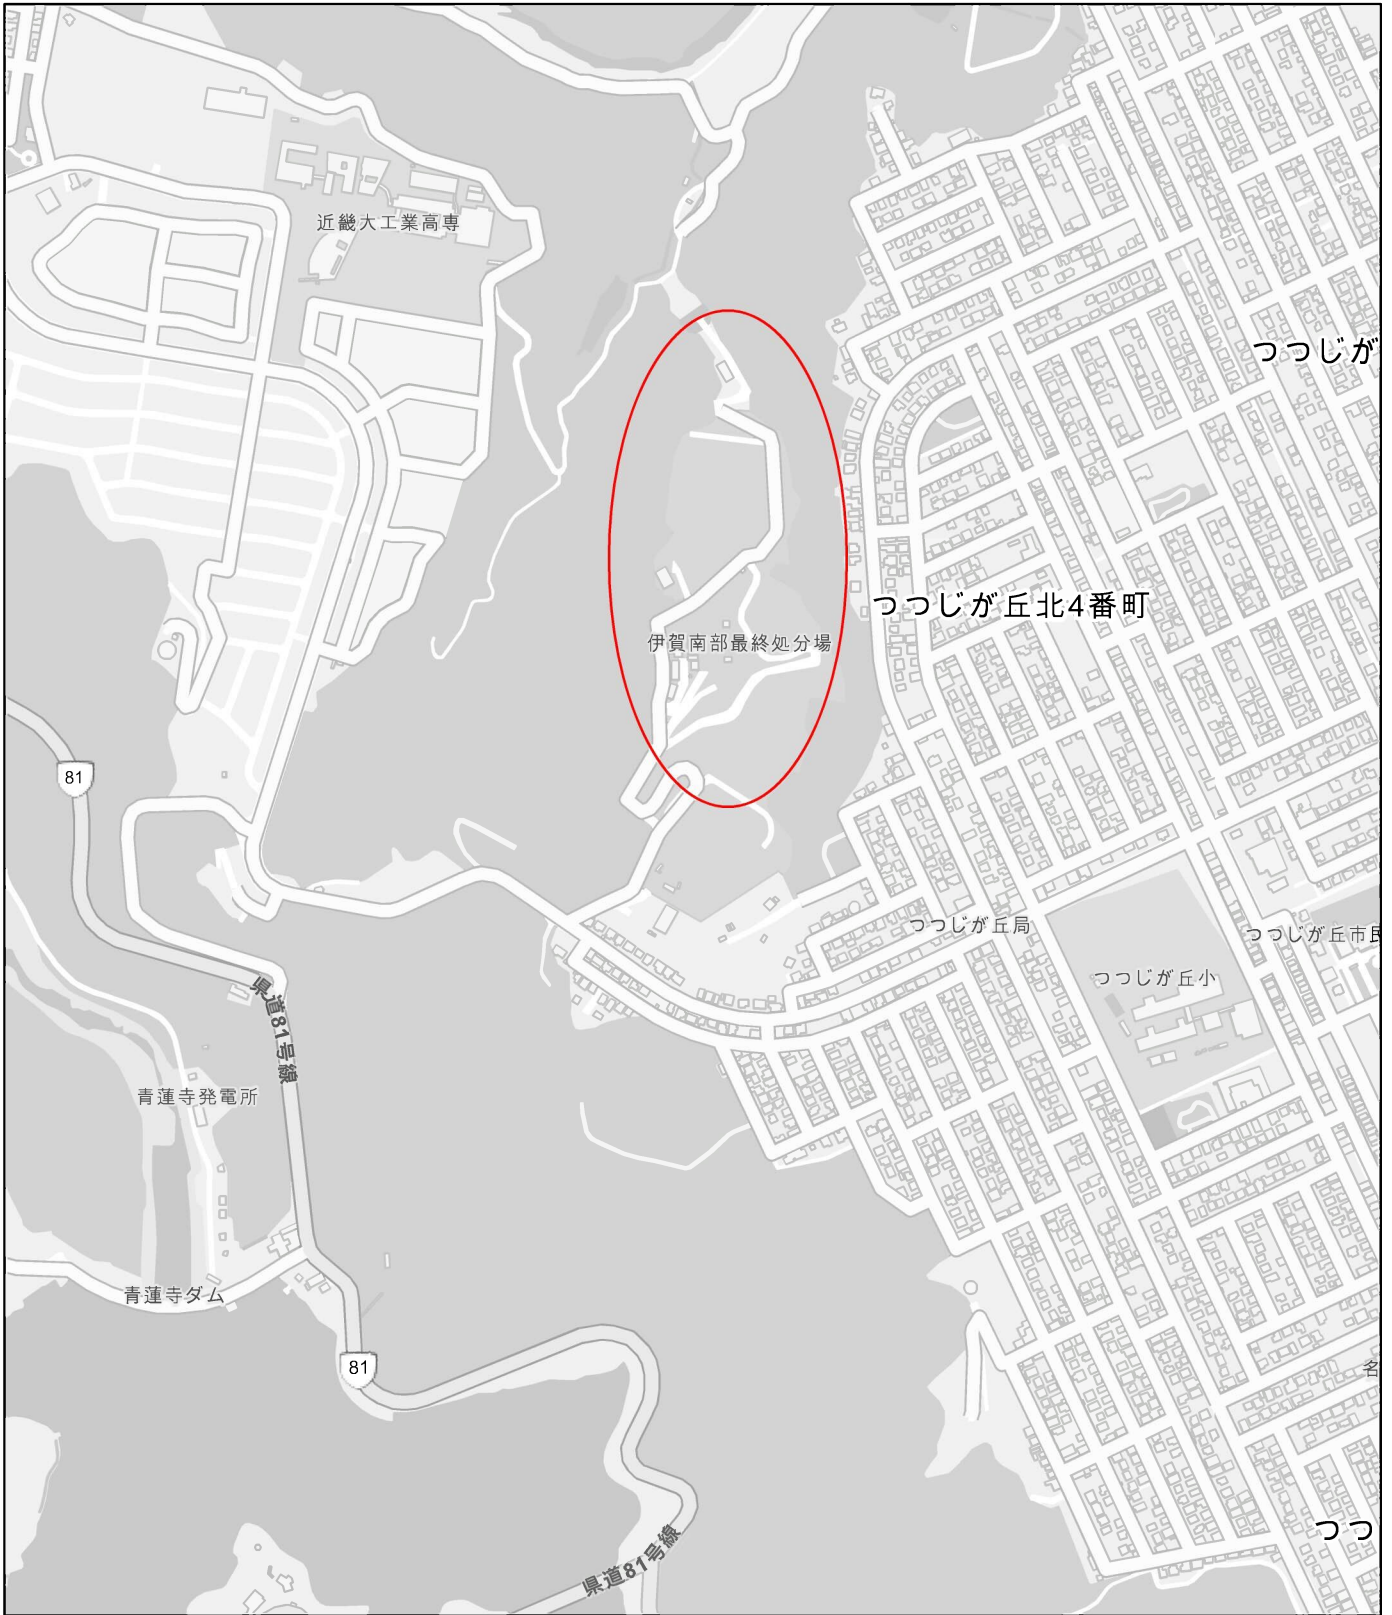 近畿大工業高専
つつじが
つつじが丘北4番町
伊賀南部最終処分場
81
つつじが丘局
つつじが丘市民
つつじが丘小
県道81号線
青蓮寺発電所
青蓮寺ダム
81
名
つつ
県道81号線